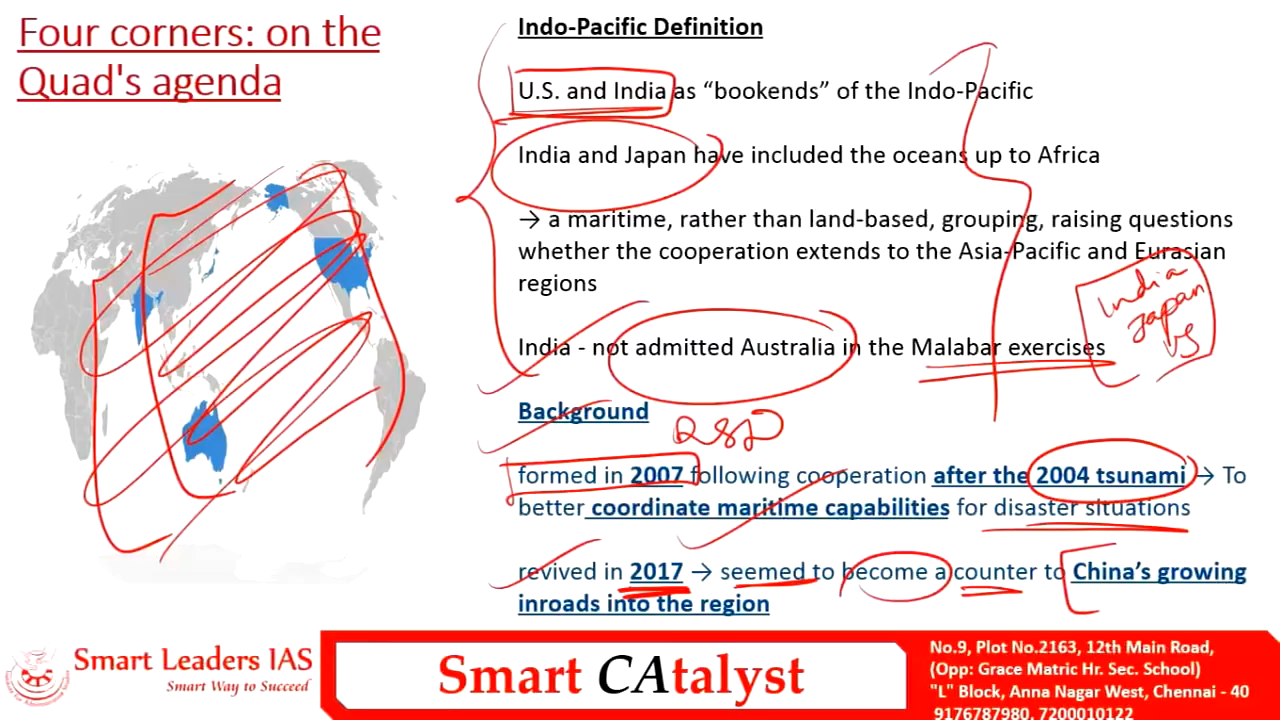 Four corners: on the
Quad's agenda
Indo-Pacific Definition
U.S. and India as “bookends” of the Indo-Pacific
India and Japan have included the oceans up to Africa
→ a maritime, rather than land-based, grouping, raising questions
whether the cooperation extends to the Asia-Pacific and Eurasian
regions
India
Japan
US
India - not admitted Australia in the Malabar exercises
Background
QSD
formed in 2007 following cooperation after the 2004 tsunami → To
better coordinate maritime capabilities for disaster situations
revived in 2017 → seemed to become a counter to China’s growing
inroads into the region
Smart Leaders IAS
Smart Way to Succeed
Smart CAtalyst
No.9, Plot No.2163, 12th Main Road,
(Opp: Grace Matric Hr. Sec. School)
"L" Block, Anna Nagar West, Chennai - 40
9176787980, 7200010122